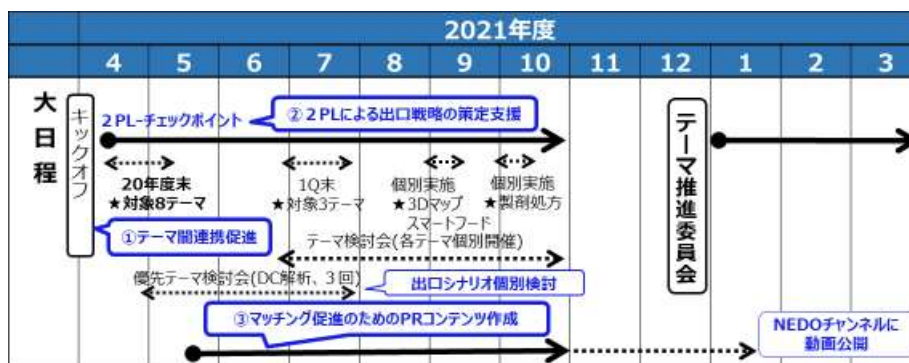 2021年度
4 5 6 7 8 9 10 11 12 1 2 3
大日程
キックオフ
2PL-チェックポイント
②2PLによる出口戦略の策定支援
テーマ推進委員会
20年度末
★対象8テーマ
1Q末
★対象3テーマ
個別実施
★3Dマップ
スマートフード
個別実施
★製剤処方
①テーマ間連携促進
テーマ検討会(各テーマ個別開催)
優先テーマ検討会(DC解析、3回)
出口シナリオ個別検討
③マッチング促進のためのPRコンテンツ作成
NEDOチャンネルに
動画公開